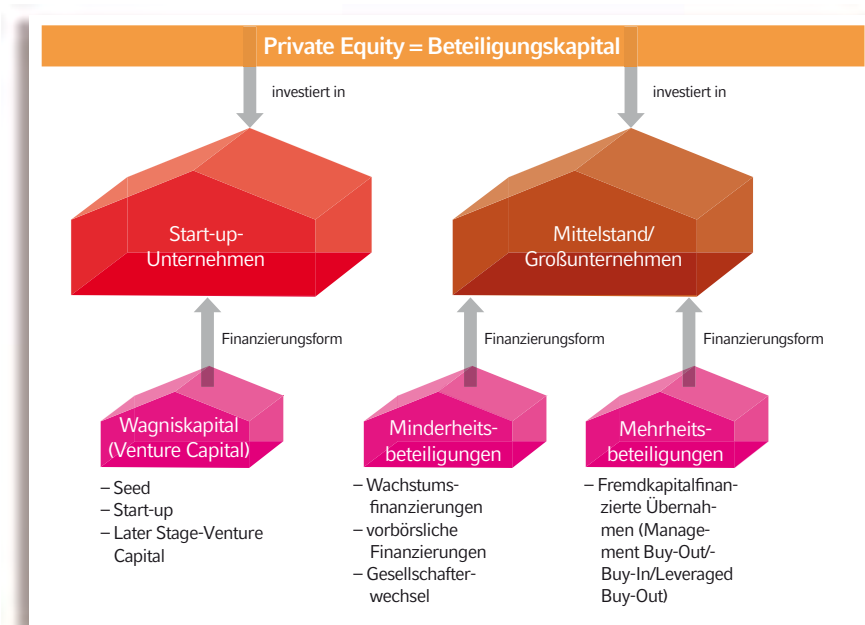 Private Equity = Beteiligungskapital
investiert in
investiert in
Start-up-
Unternehmen
Mittelstand/
Großunternehmen
Finanzierungsform
Finanzierungsform
Finanzierungsform
Wagniskapital
(Venture Capital)
– Seed
– Start-up
– Later Stage-Venture
Capital
Minderheits-
beteiligungen
– Wachstums-
finanzierungen
– vorbörsliche
Finanzierungen
– Gesellschafter-
wechsel
Mehrheits-
beteiligungen
– Fremdkapitalfinan-
zierte Übernah-
men (Manage-
ment Buy-Out/-
Buy-In/Leveraged
Buy-Out)